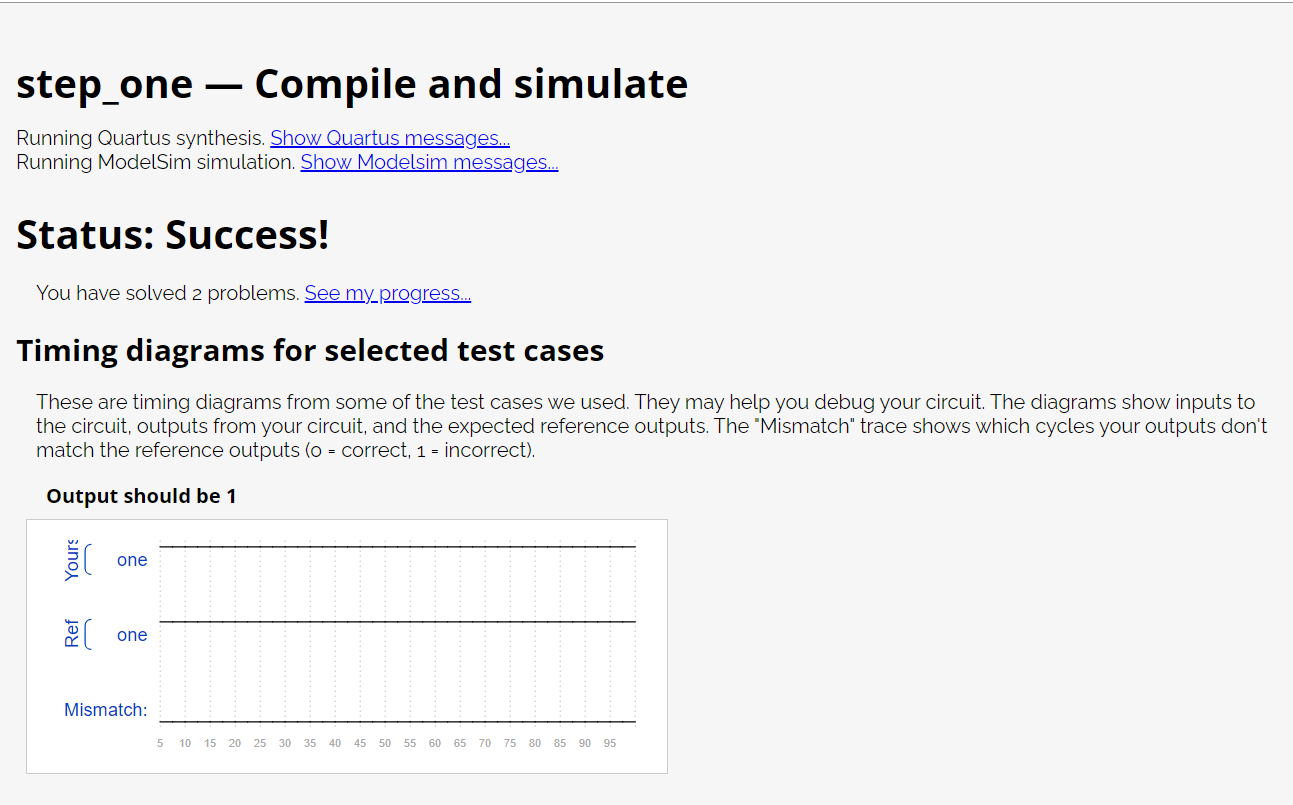 step_one — Compile and simulate
Running Quartus synthesis. Show Quartus messages...
Running ModelSim simulation. Show Modelsim messages...
Status: Success!
You have solved 2 problems. See my progress...
Timing diagrams for selected test cases
These are timing diagrams from some of the test cases we used. They may help you debug your circuit. The diagrams show inputs to
the circuit, outputs from your circuit, and the expected reference outputs. The "Mismatch" trace shows which cycles your outputs don't
match the reference outputs (0 = correct, 1 = incorrect).
Output should be 1
Yours one
Ref one
Mismatch:
5 10 15 20 25 30 35 40 45 50 55 60 65 70 75 80 85 90 95